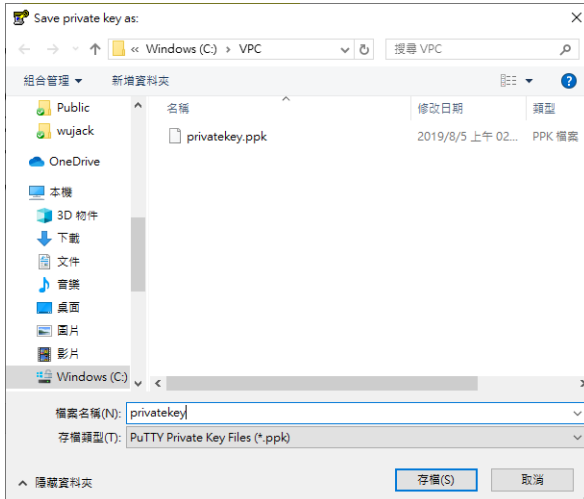 Save private key as:
« Windows (C:) › VPC
搜尋 VPC
組合管理 ▾ 新增資料夾
Public
wujack
OneDrive
本機
3D 物件
下載
文件
音樂
桌面
圖片
影片
Windows (C:)
名稱 修改日期 類型
privatekey.ppk 2019/8/5 上午 02... PPK 檔案
檔案名稱(N): privatekey
存檔類型(T): PuTTY Private Key Files (*.ppk)
隱藏資料夾
存檔(S) 取消